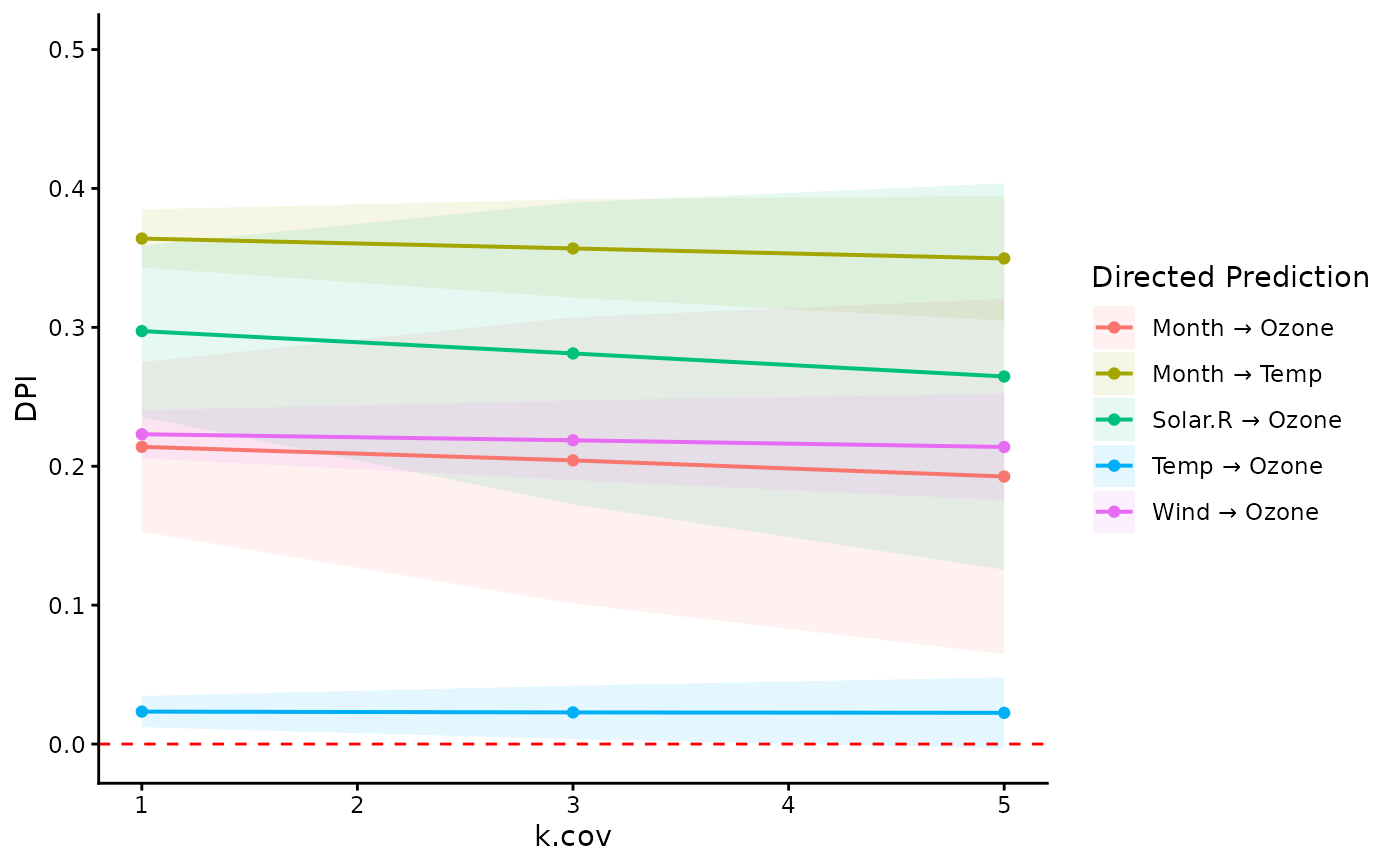 0.5
0.4
0.3
0.2
0.1
0.0
DPI
1 2 3 4 5
k.cov
Directed Prediction
Month → Ozone
Month → Temp
Solar.R → Ozone
Temp → Ozone
Wind → Ozone